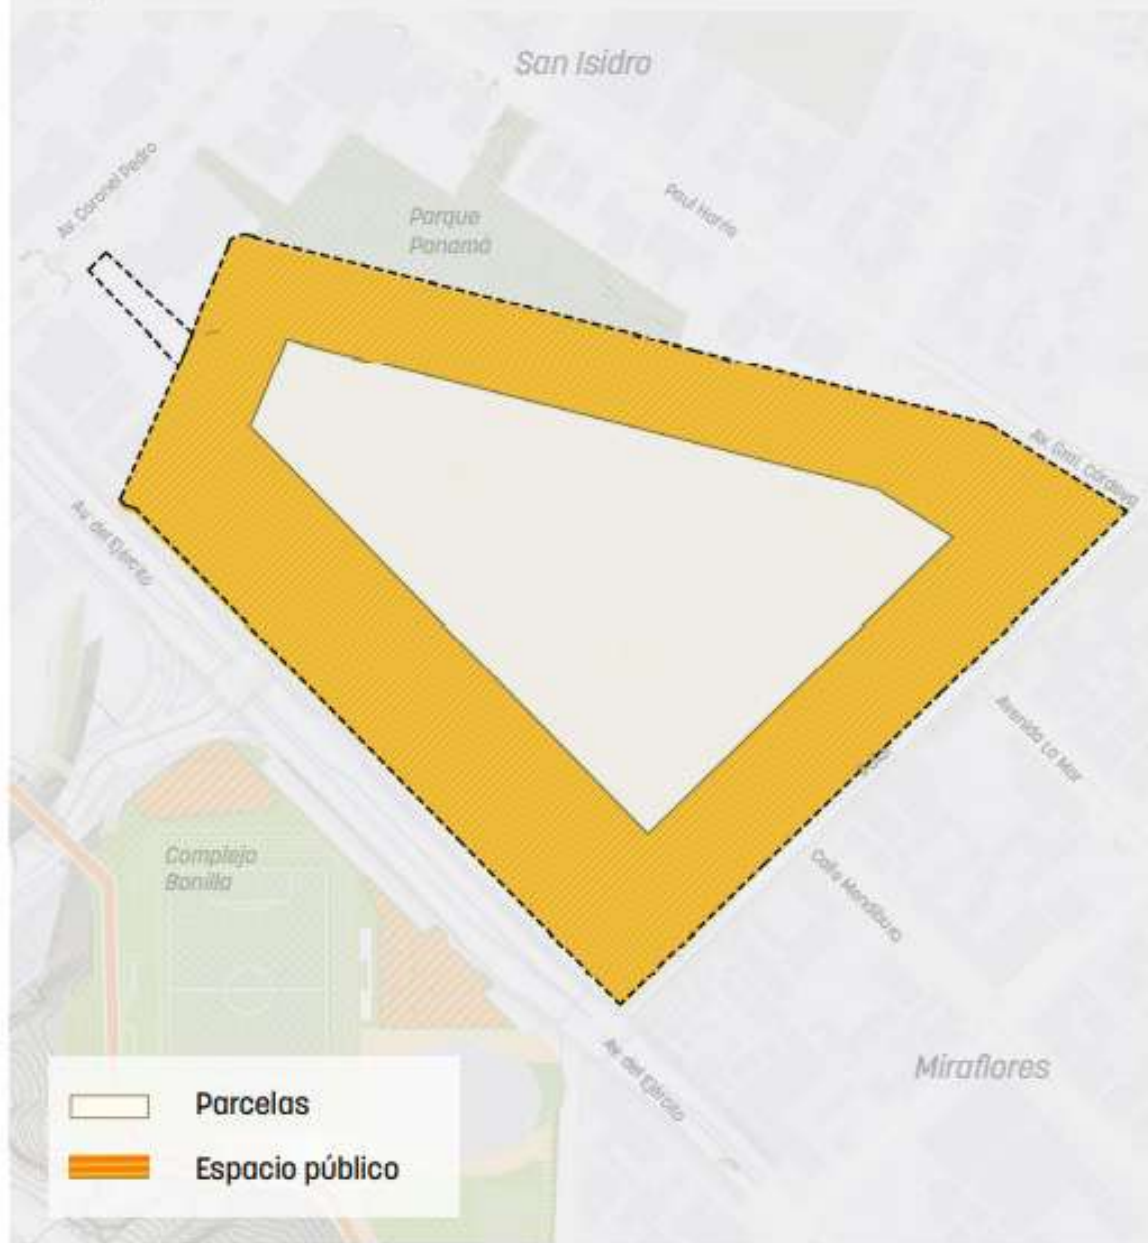 San Isidro
Av. Coronel Pedro
Parque
Panamá
Paul Harris
Av. Gral. Córdova
Av. del Ejército
Avenida La Mar
Complejo
Bonilla
Calle Mendiburu
Av. del Ejército
Miraflores
Parcelas
Espacio público